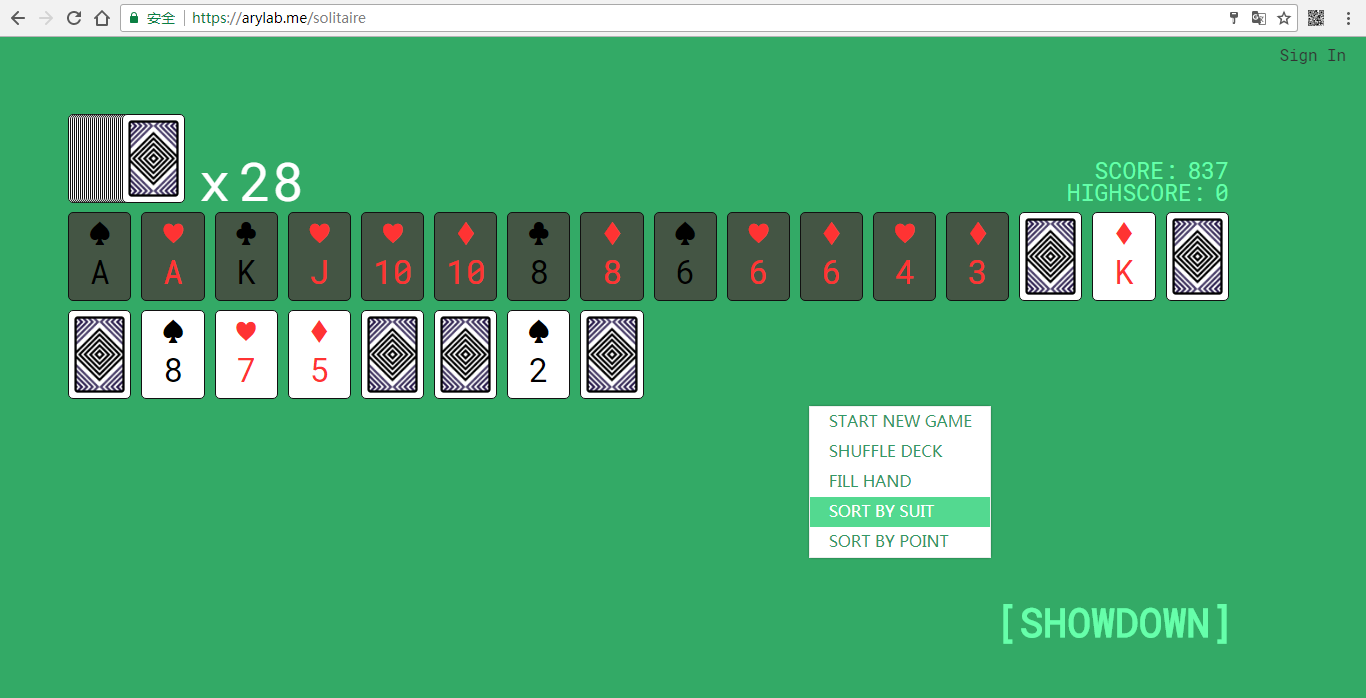 安全 https://arylab.me/solitaire
Sign In
x 28
SCORE: 837
HIGHSCORE: 0
A A K J 10 10 8 8 6 6 6 4 3 K
8 7 5 2
START NEW GAME
SHUFFLE DECK
FILL HAND
SORT BY SUIT
SORT BY POINT
[SHOWDOWN]